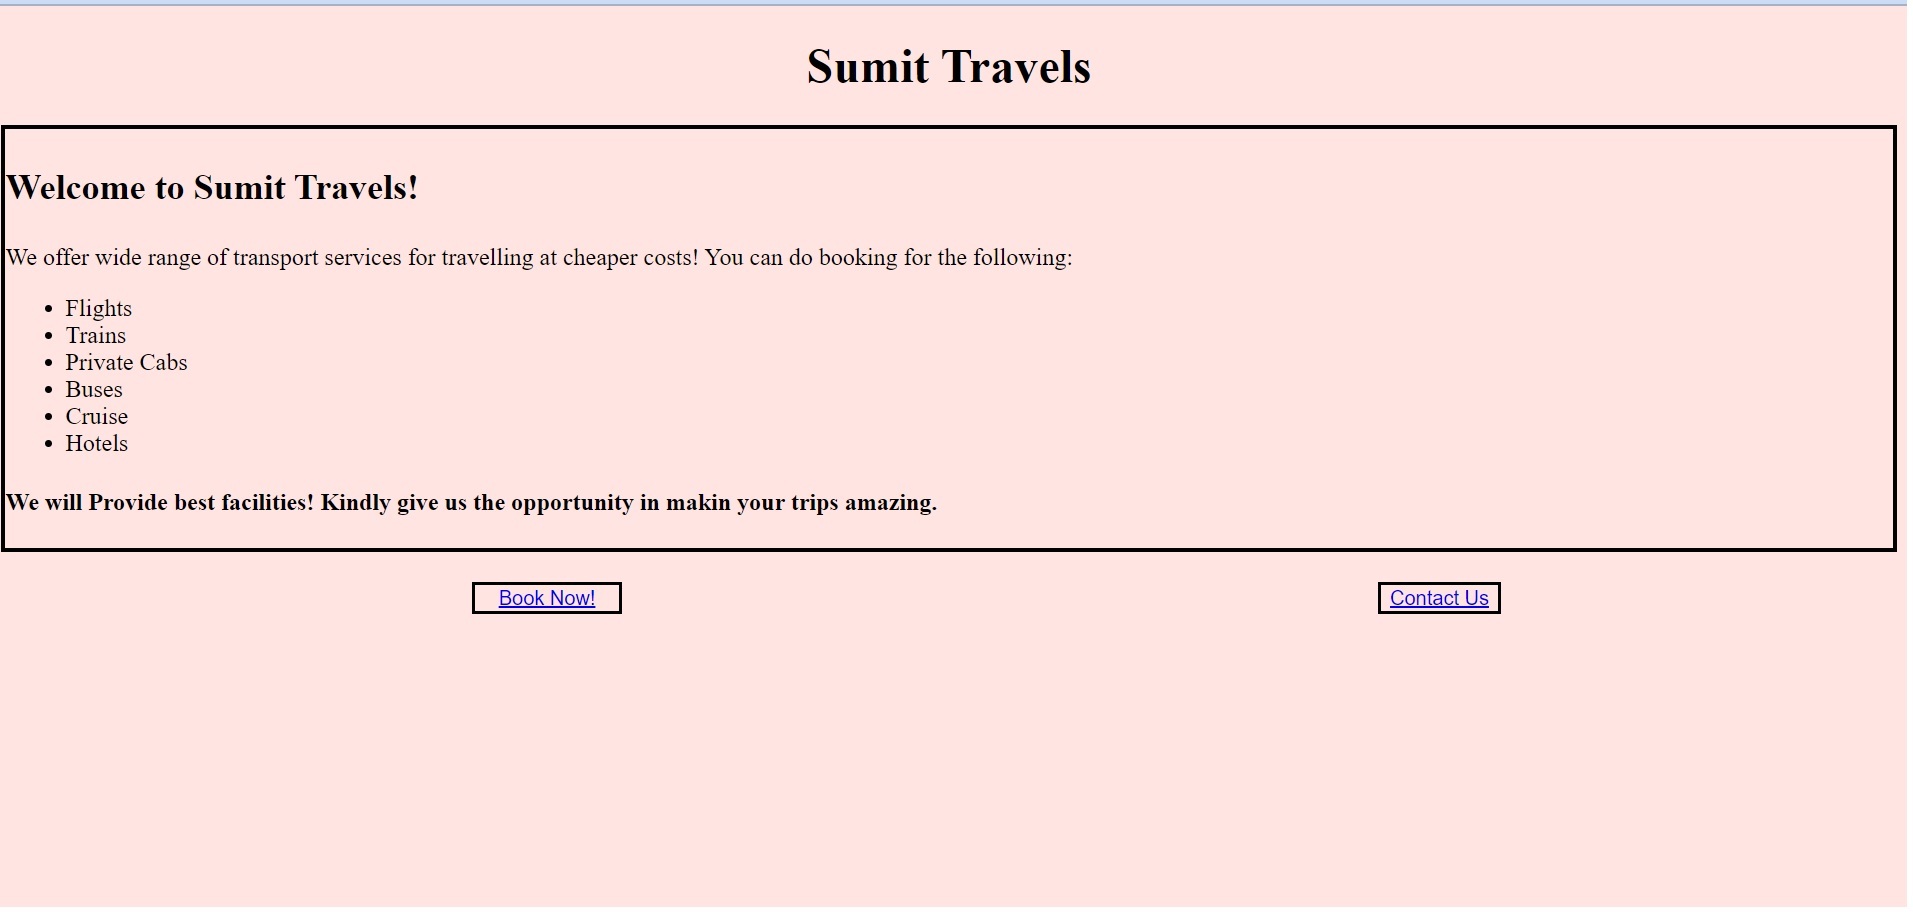 Sumit Travels
Welcome to Sumit Travels!
We offer wide range of transport services for travelling at cheaper costs! You can do booking for the following:
Flights
Trains
Private Cabs
Buses
Cruise
Hotels
We will Provide best facilities! Kindly give us the opportunity in makin your trips amazing.
Book Now!
Contact Us